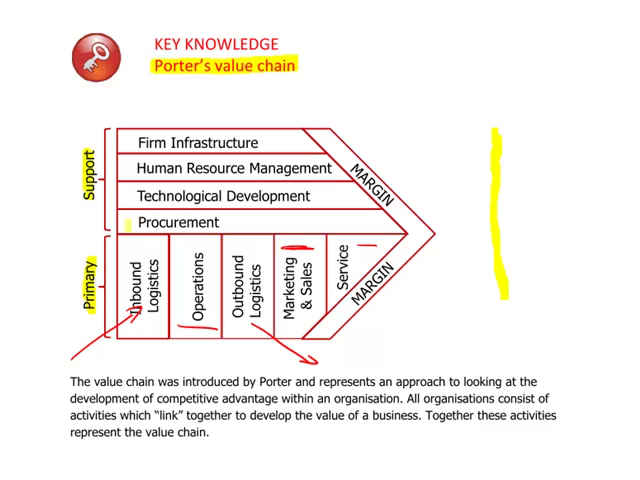 KEY KNOWLEDGE
Porter’s value chain
Support
Firm Infrastructure
Human Resource Management
Technological Development
Procurement
MARGIN
Primary
Inbound
Logistics
Operations
Outbound
Logistics
Marketing
& Sales
Service
MARGIN
The value chain was introduced by Porter and represents an approach to looking at the
development of competitive advantage within an organisation. All organisations consist of
activities which “link” together to develop the value of a business. Together these activities
represent the value chain.